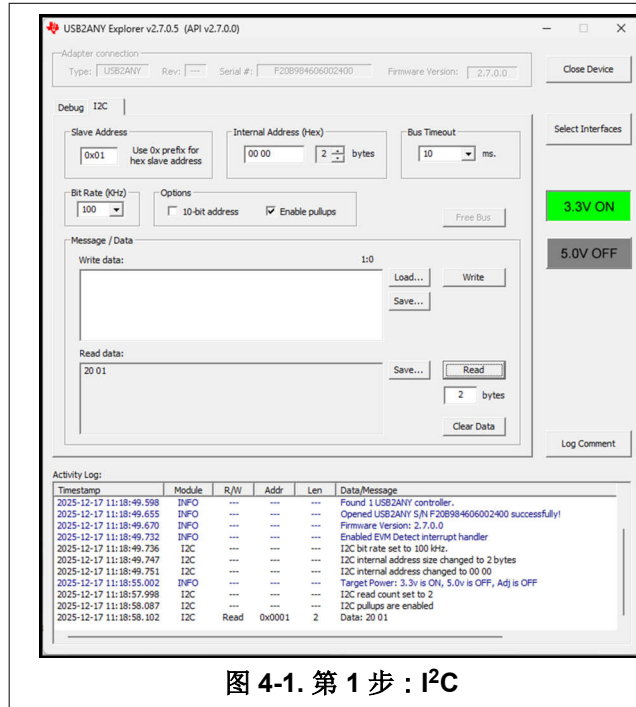 USB2ANY Explorer v2.7.0.5 (API v2.7.0.0)
Adapter connection
Type: USB2ANY Rev: --- Serial #: F20B984606002400 Firmware Version: 2.7.0.0
Close Device
Debug I2C
Slave Address
0x01 Use 0x prefix for
hex slave address
Internal Address (Hex)
00 00 2 bytes
Bus Timeout
10 ms.
Select Interfaces
Bit Rate (KHz)
100
Options
10-bit address Enable pullups
Free Bus
3.3V ON
5.0V OFF
Message / Data
Write data: 1:0
Load... Write
Save...
Read data:
20 01
Save... Read
2 bytes
Clear Data
Log Comment
Activity Log:
Timestamp Module R/W Addr Len Data/Message
2025-12-17 11:18:49.598 INFO --- --- --- Found 1 USB2ANY controller.
2025-12-17 11:18:49.655 INFO --- --- --- Opened USB2ANY S/N F20B984606002400 successfully!
2025-12-17 11:18:49.670 INFO --- --- --- Firmware Version: 2.7.0.0
2025-12-17 11:18:49.732 INFO --- --- --- Enabled EVM Detect interrupt handler
2025-12-17 11:18:49.736 I2C --- --- --- I2C bit rate set to 100 kHz.
2025-12-17 11:18:49.747 I2C --- --- --- I2C internal address size changed to 2 bytes
2025-12-17 11:18:49.751 I2C --- --- --- I2C internal address changed to 00 00
2025-12-17 11:18:55.002 INFO --- --- --- Target Power: 3.3v is ON, 5.0v is OFF, Adj is OFF
2025-12-17 11:18:57.998 I2C --- --- --- I2C read count set to 2
2025-12-17 11:18:58.087 I2C --- --- --- I2C pullups are enabled
2025-12-17 11:18:58.102 I2C Read 0x0001 2 Data: 20 01
图 4-1. 第 1 步：I²C